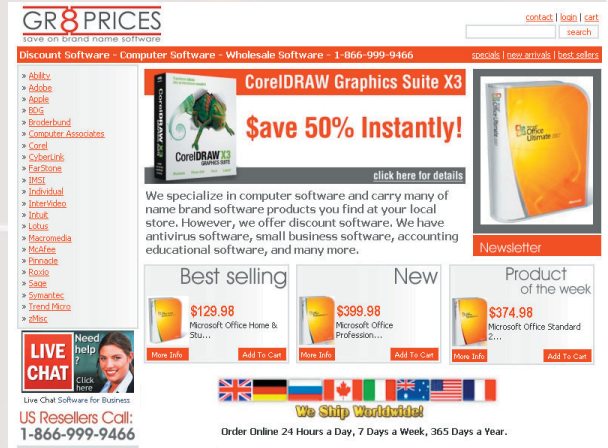 GR8PRICES
save on brand name software
contact | login | cart
search
Discount Software - Computer Software - Wholesale Software - 1-866-999-9466
specials | new arrivals | best sellers
» Ability
» Adobe
» Apple
» BDG
» Broderbund
» Computer Associates
» Corel
» CyberLink
» FarStone
» IMSI
» Individual
» InterVideo
» Intuit
» Lotus
» Macromedia
» McAfee
» Pinnacle
» Roxio
» Sage
» Symantec
» Trend Micro
» zMisc
CorelDRAW Graphics Suite X3
$ave 50% Instantly!
CorelDRAW X3
GRAPHICS SUITE
click here for details
We specialize in computer software and carry many of
name brand software products you find at your local
store. However, we offer discount software. We have
antivirus software, small business software, accounting
educational software, and many more.
Office
Ultimate 2007
Newsletter
Best selling
$129.98
Microsoft Office Home &
Stu...
More Info
Add To Cart
New
$399.98
Microsoft Office
Profession...
More Info
Add To Cart
Product
of the week
$374.98
Microsoft Office Standard
2...
More Info
Add To Cart
LIVE
CHAT
Need
help
?
Click
here
Live Chat Software for Business
US Resellers Call:
1-866-999-9466
We Ship Worldwide!
Order Online 24 Hours a Day, 7 Days a Week, 365 Days a Year.